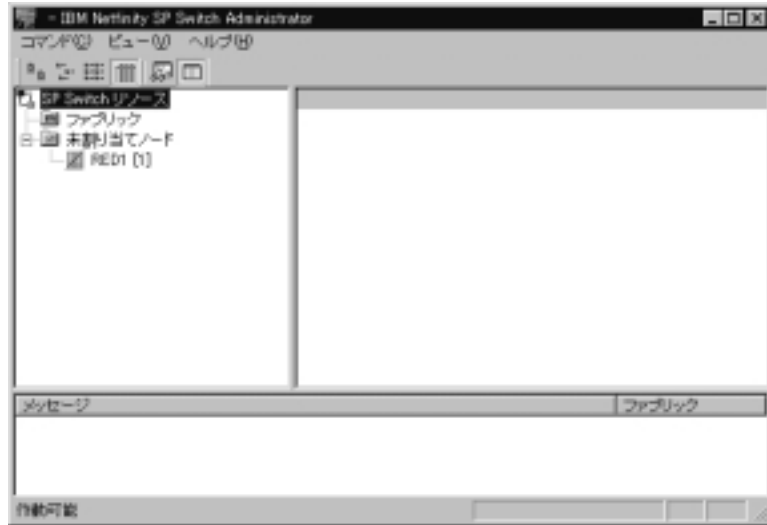 - IBM Netfinity SP Switch Administrator
コマンド(C) ビュー(V) ヘルプ(H)
SP Switch リソース
ファブリック
未割り当てノード
RED1 [1]
メッセージ ファブリック
作動可能